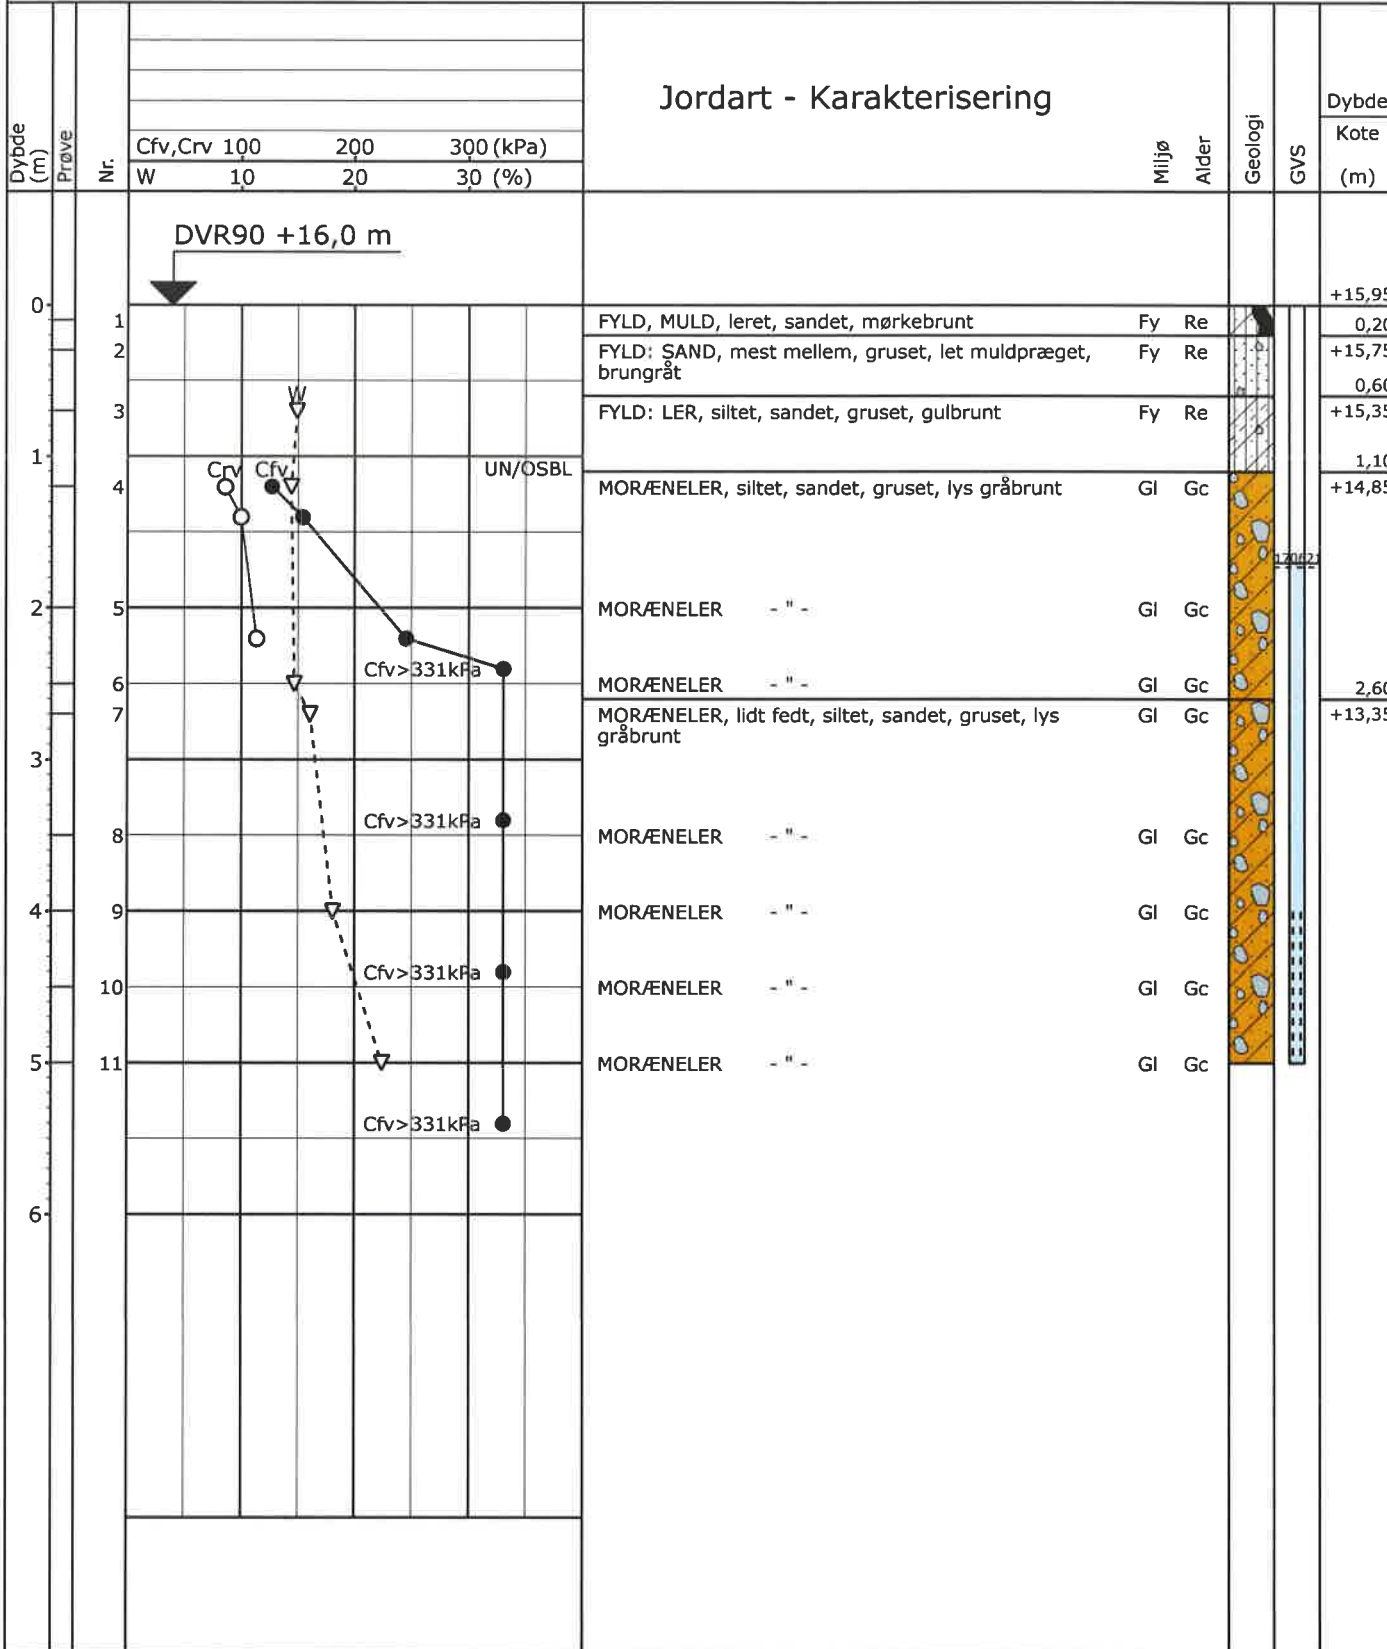 Jordart - Karakterisering
Dybde (m)
Prøve
Nr.
Cfv,Crv 100 200 300 (kPa)
W 10 20 30 (%)
Miljø
Alder
Geologi
GVS
Dybde
Kote
(m)
DVR90 +16,0 m
0
+15,95
1 FYLD, MULD, leret, sandet, mørkebrunt Fy Re 0,20
2 FYLD: SAND, mest mellem, gruset, let muldpræget, Fy Re +15,75
brungråt
0,60
W
3 FYLD: LER, siltet, sandet, gruset, gulbrunt Fy Re +15,35
1
1,10
Crv Cfv UN/OSBL
4 MORÆNELER, siltet, sandet, gruset, lys gråbrunt Gl Gc +14,85
170621
2 5 MORÆNELER - " - Gl Gc
Cfv>331kPa
6 MORÆNELER - " - Gl Gc 2,60
7 MORÆNELER, lidt fedt, siltet, sandet, gruset, lys Gl Gc +13,35
gråbrunt
3
Cfv>331kPa
8 MORÆNELER - " - Gl Gc
4 9 MORÆNELER - " - Gl Gc
Cfv>331kPa
10 MORÆNELER - " - Gl Gc
5 11 MORÆNELER - " - Gl Gc
Cfv>331kPa
6